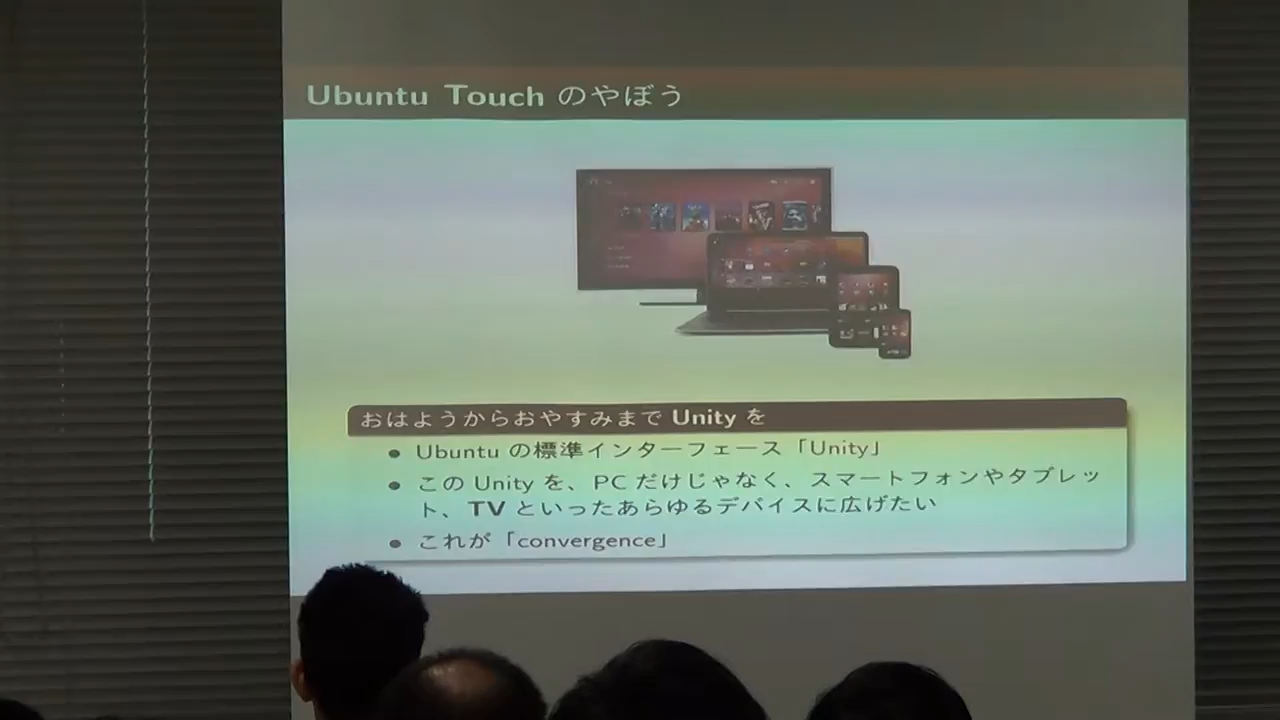 Ubuntu Touch のやぼう
おはようからおやすみまで Unity を
● Ubuntu の標準インターフェース「Unity」
● この Unity を、PC だけじゃなく、スマートフォンやタブレッ
ト、TV といったあらゆるデバイスに広げたい
● これが「convergence」